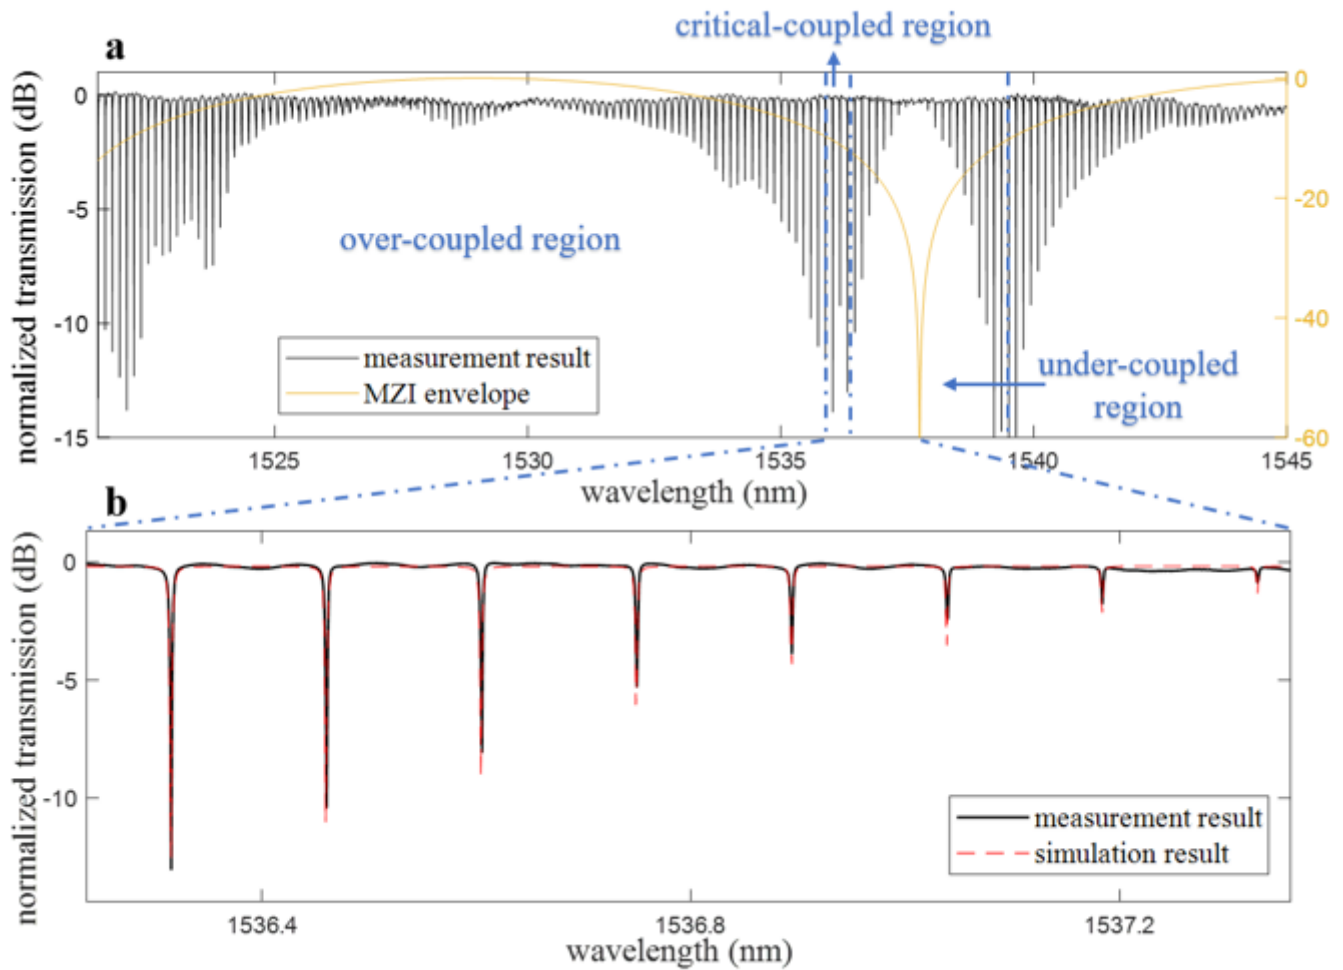 critical-coupled region
a
normalized transmission (dB)
0
-5
-10
-15
0
-20
-40
-60
over-coupled region
measurement result
MZI envelope
under-coupled
region
1525
1530
1535
1540
1545
wavelength (nm)
b
normalized transmission (dB)
0
-5
-10
measurement result
simulation result
1536.4
1536.8
1537.2
wavelength (nm)